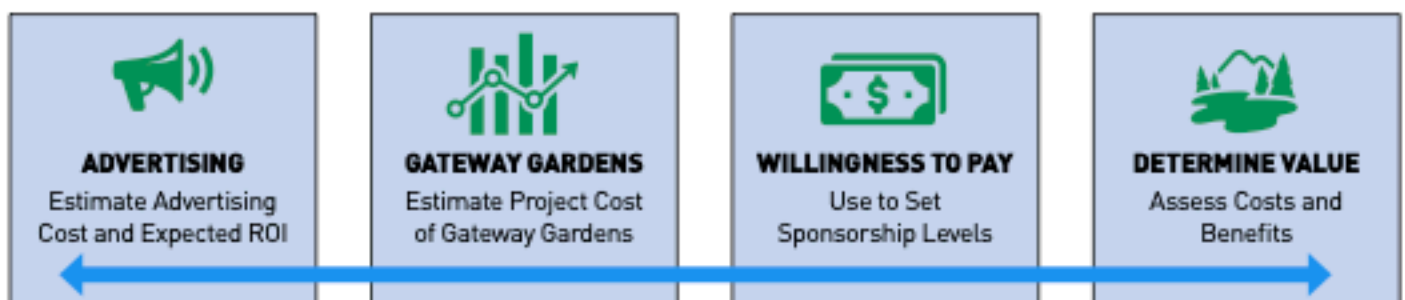 ADVERTISING
Estimate Advertising
Cost and Expected ROI
GATEWAY GARDENS
Estimate Project Cost
of Gateway Gardens
WILLINGNESS TO PAY
Use to Set
Sponsorship Levels
DETERMINE VALUE
Assess Costs and
Benefits